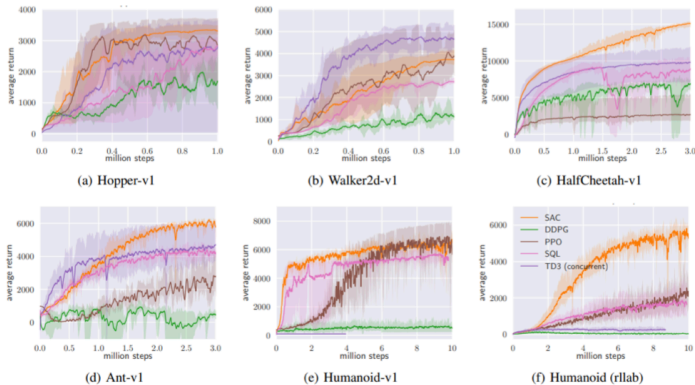 4000
3000
2000
1000
0
average return
0.0 0.2 0.4 0.6 0.8 1.0
million steps
(a) Hopper-v1
6000
5000
4000
3000
2000
1000
0
average return
0.0 0.2 0.4 0.6 0.8 1.0
million steps
(b) Walker2d-v1
15000
10000
5000
0
average return
0.0 0.5 1.0 1.5 2.0 2.5 3.0
million steps
(c) HalfCheetah-v1
6000
4000
2000
0
average return
0.0 0.5 1.0 1.5 2.0 2.5 3.0
million steps
(d) Ant-v1
8000
6000
4000
2000
0
average return
0 2 4 6 8 10
million steps
(e) Humanoid-v1
6000
4000
2000
0
average return
SAC
DDPG
PPO
SQL
TD3 (concurrent)
0 2 4 6 8 10
million steps
(f) Humanoid (rllab)